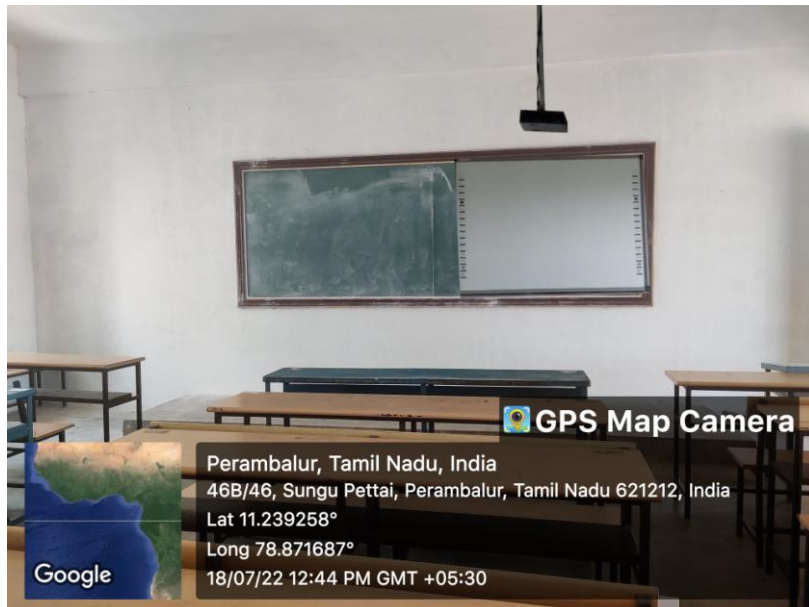 GPS Map Camera
Perambalur, Tamil Nadu, India
46B/46, Sungu Pettai, Perambalur, Tamil Nadu 621212, India
Lat 11.239258°
Long 78.871687°
18/07/22 12:44 PM GMT +05:30
Google